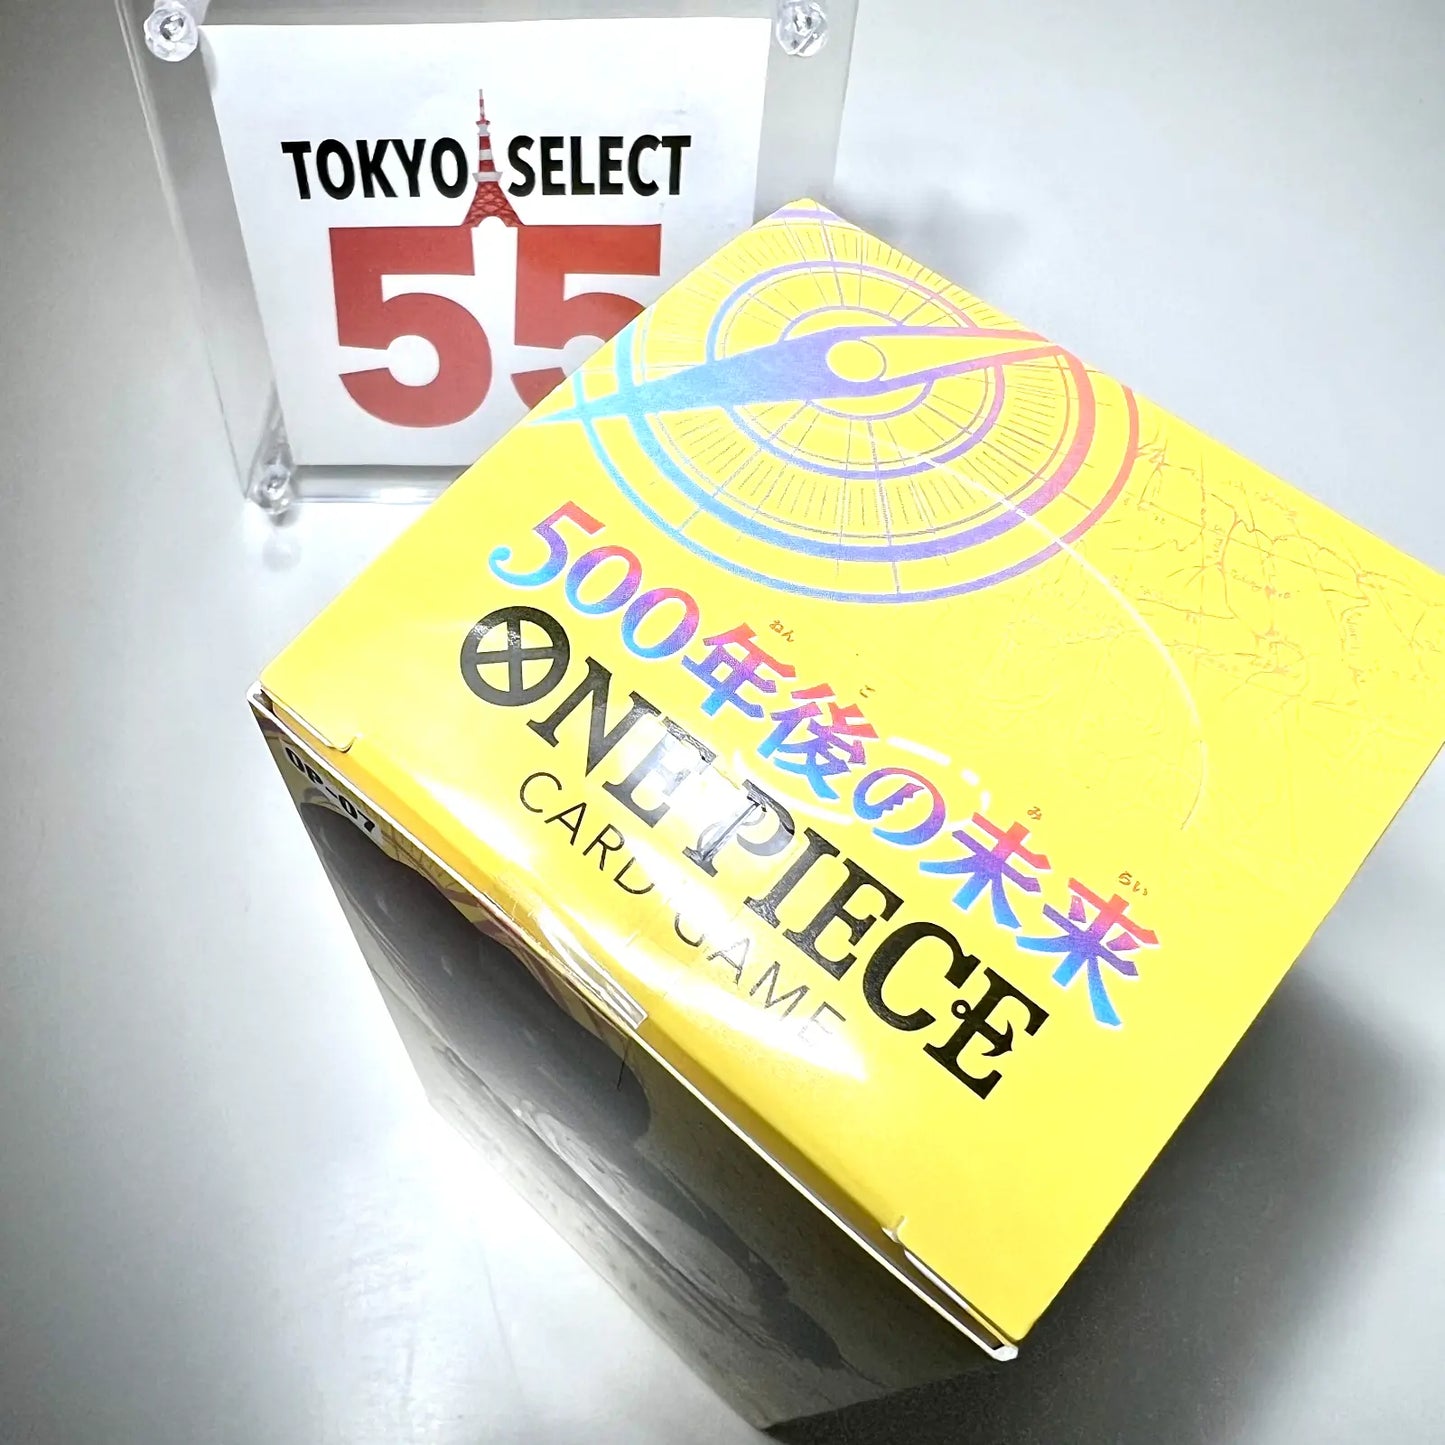 TOKYO SELECT
55
500年後の未来
ねん
ご
み
らい
ONE PIECE
CARD GAME
OP-07